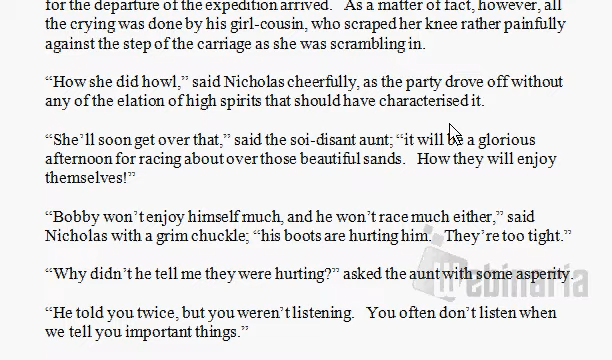 for the departure of the expedition arrived.   As a matter of fact, however, all
the crying was done by his girl-cousin, who scraped her knee rather painfully
against the step of the carriage as she was scrambling in.
“How she did howl,” said Nicholas cheerfully, as the party drove off without
any of the elation of high spirits that should have characterised it.
“She’ll soon get over that,” said the soi-disant aunt; “it will be a glorious
afternoon for racing about over those beautiful sands.   How they will enjoy
themselves!”
“Bobby won’t enjoy himself much, and he won’t race much either,” said
Nicholas with a grim chuckle; “his boots are hurting him.   They’re too tight.”
“Why didn’t he tell me they were hurting?” asked the aunt with some asperity.
Webinaria
“He told you twice, but you weren’t listening.   You often don’t listen when
we tell you important things.”